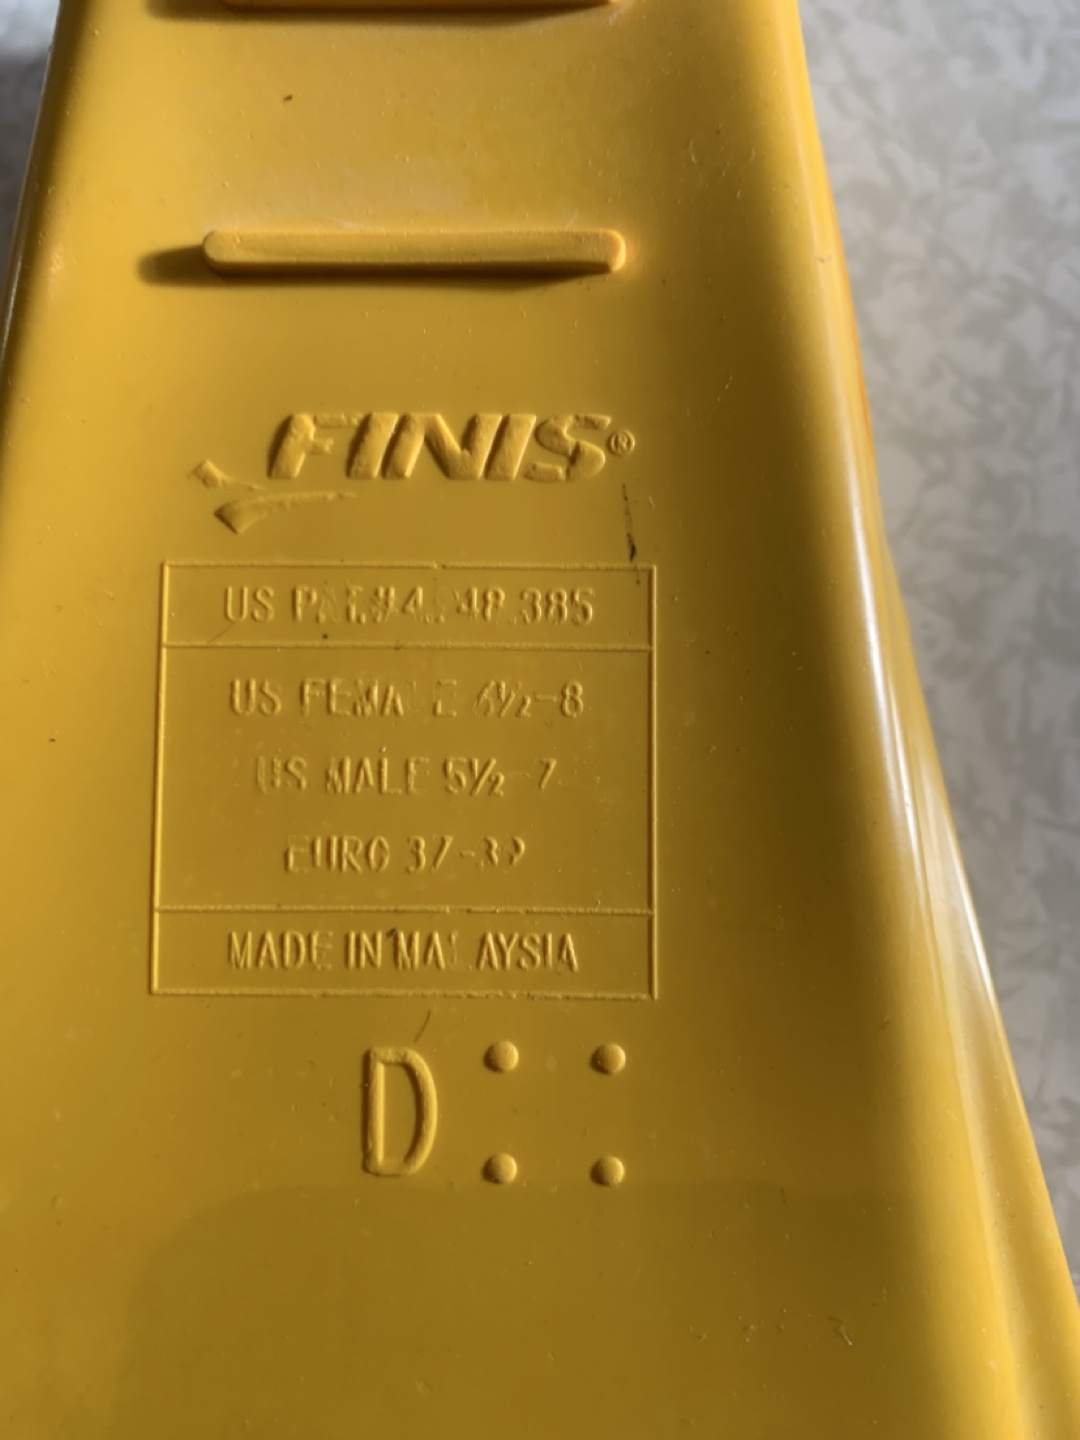 FINIS®
US PAT.#4, 385
US FEMALE 6½-8
US MALE 5½-7
EURO 37-39
MADE IN MALAYSIA
D